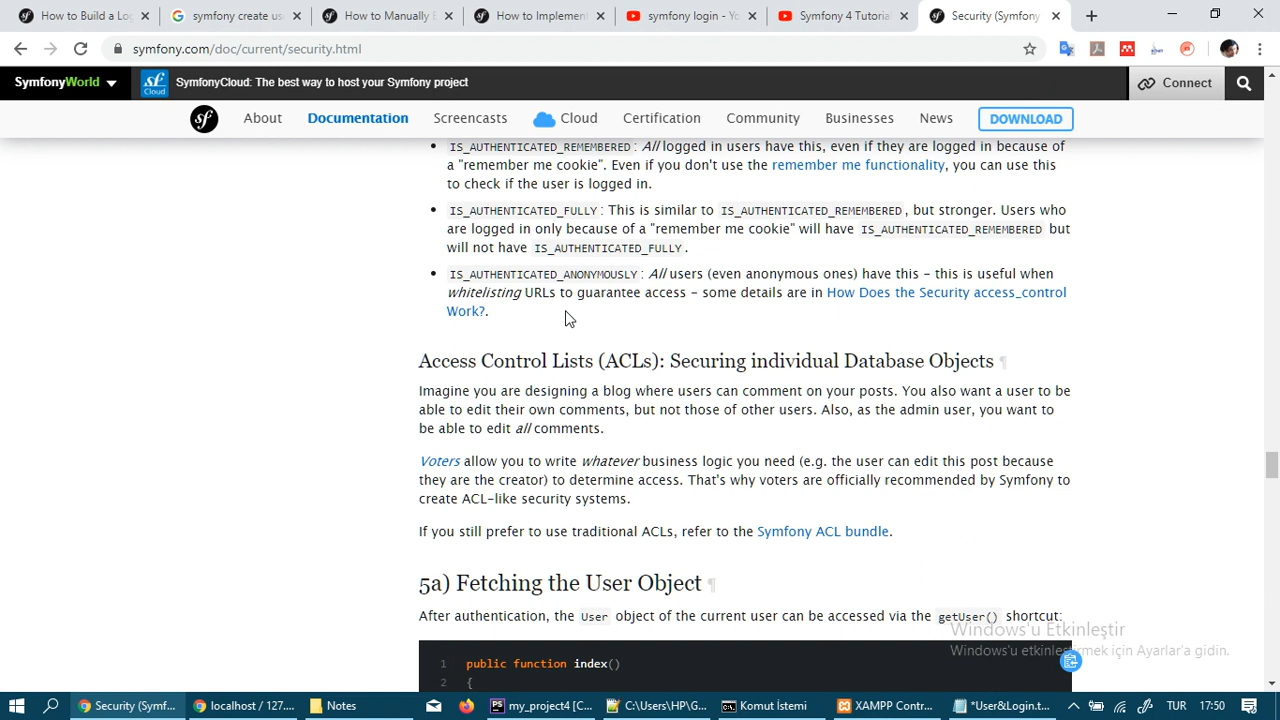 How to Build a Lo
symfony create use
How to Manually E
How to Implement
symfony login - Yo
Symfony 4 Tutorial
Security (Symfony
symfony.com/doc/current/security.html
SymfonyWorld
sf Cloud
SymfonyCloud: The best way to host your Symfony project
Connect
sf About Documentation Screencasts Cloud Certification Community Businesses News DOWNLOAD
• IS_AUTHENTICATED_REMEMBERED: All logged in users have this, even if they are logged in because of
a "remember me cookie". Even if you don't use the remember me functionality, you can use this
to check if the user is logged in.
• IS_AUTHENTICATED_FULLY: This is similar to IS_AUTHENTICATED_REMEMBERED, but stronger. Users who
are logged in only because of a "remember me cookie" will have IS_AUTHENTICATED_REMEMBERED but
will not have IS_AUTHENTICATED_FULLY.
• IS_AUTHENTICATED_ANONYMOUSLY: All users (even anonymous ones) have this – this is useful when
whitelisting URLs to guarantee access – some details are in How Does the Security access_control
Work?.
Access Control Lists (ACLs): Securing individual Database Objects ¶
Imagine you are designing a blog where users can comment on your posts. You also want a user to be
able to edit their own comments, but not those of other users. Also, as the admin user, you want to
be able to edit all comments.
Voters allow you to write whatever business logic you need (e.g. the user can edit this post because
they are the creator) to determine access. That's why voters are officially recommended by Symfony to
create ACL-like security systems.
If you still prefer to use traditional ACLs, refer to the Symfony ACL bundle.
5a) Fetching the User Object ¶
After authentication, the User object of the current user can be accessed via the getUser() shortcut:
Windows'u Etkinleştir
Windows'u etkinleştirmek için Ayarlar'a gidin.
1 public function index()
2 {
Security (Symf...
localhost / 127....
Notes
my_project4 [C...
C:\Users\HP\G...
Komut İstemi
XAMPP Contr...
*User&Login.t...
TUR
17:50